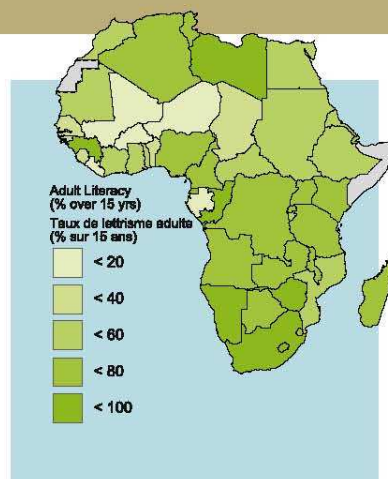 Adult Literacy
(% over 15 yrs)
Taux de lettrisme adulte
(% sur 15 ans)
< 20
< 40
< 60
< 80
< 100